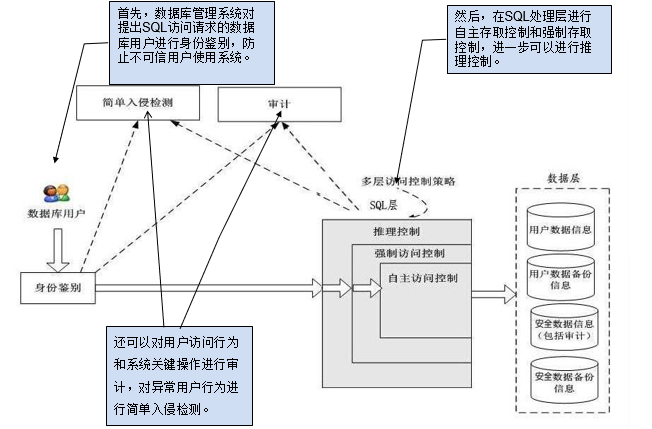 首先，数据库管理系统对
提出SQL访问请求的数据
库用户进行身份鉴别，防
止不可信用户使用系统。
然后，在SQL处理层进行
自主存取控制和强制存取
控制，进一步可以进行推
理控制。
简单入侵检测
审计
多层访问控制策略
数据层
SQL层
数据库用户
推理控制
强制访问控制
自主访问控制
身份鉴别
用户数据信息
用户数据备份
信息
安全数据信息
（包括审计）
安全数据备份
信息
还可以对用户访问行为
和系统关键操作进行审
计，对异常用户行为进
行简单入侵检测。